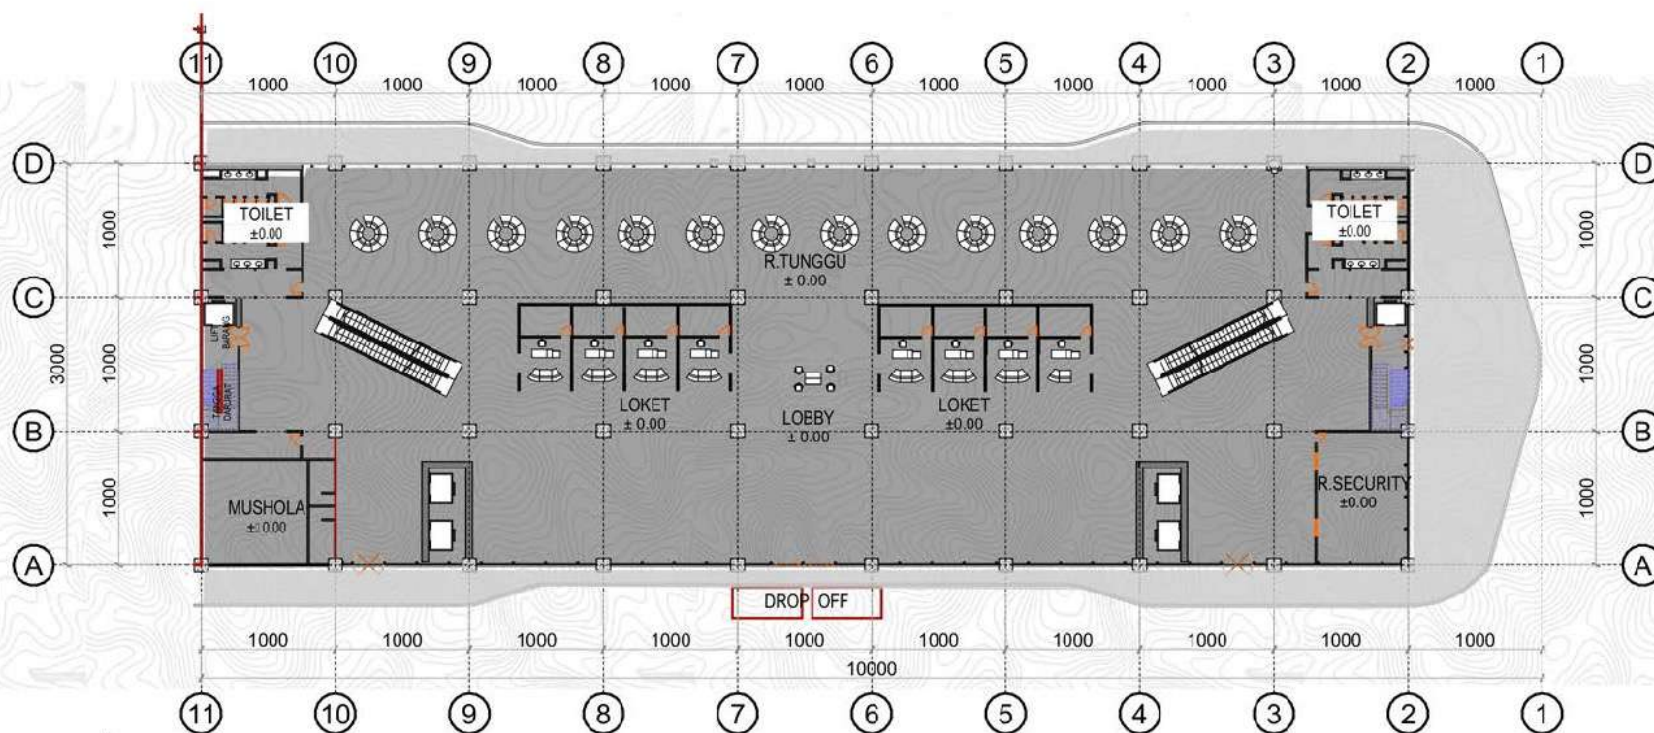 11 10 9 8 7 6 5 4 3 2 1
1000 1000 1000 1000 1000 1000 1000 1000 1000 1000
D D
TOILET
±0.00
TOILET
±0.00
1000 1000
R.TUNGGU
± 0.00
C C
LIFT
BARANG
3000 1000 1000
TANGGA
DARURAT
LOKET
± 0.00
LOBBY
± 0.00
LOKET
±0.00
B B
MUSHOLA
±0.00
R.SECURITY
±0.00
1000 1000
A A
DROP OFF
1000 1000 1000 1000 1000 1000 1000 1000 1000 1000
10000
11 10 9 8 7 6 5 4 3 2 1